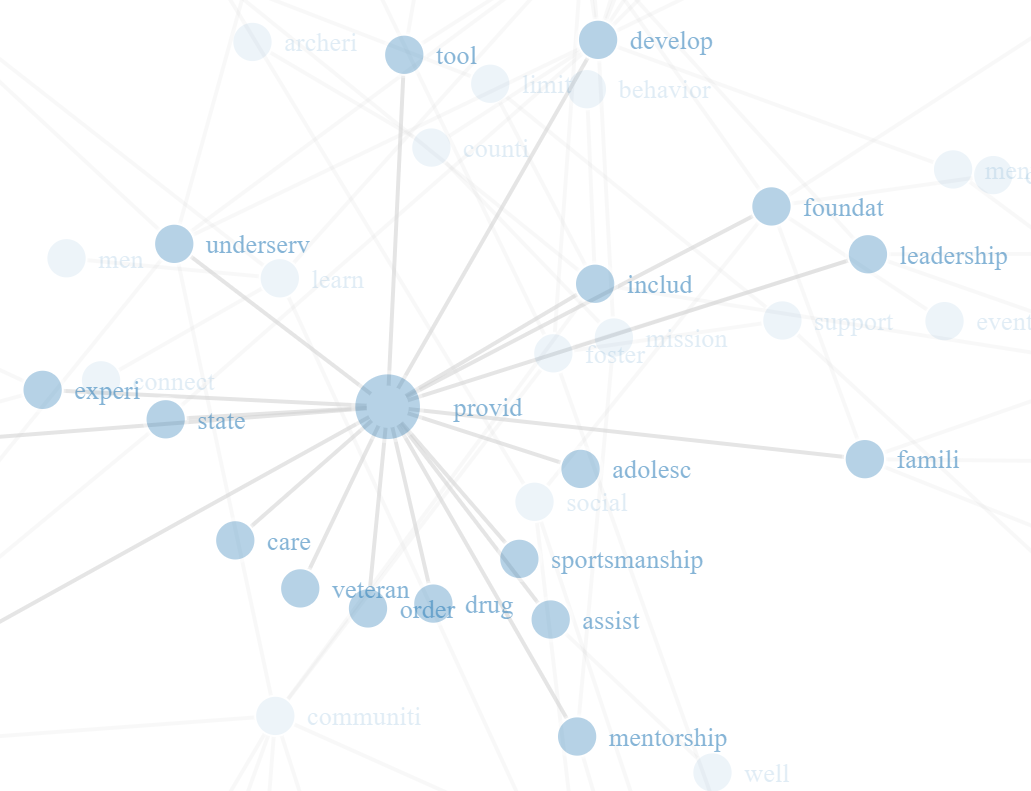 archeri
tool
develop
limit
behavior
counti
men
foundat
underserv
leadership
men
learn
includ
support
event
mission
foster
connect
experi
provid
state
famili
adolesc
social
care
sportsmanship
veteran
order
drug
assist
communiti
mentorship
well